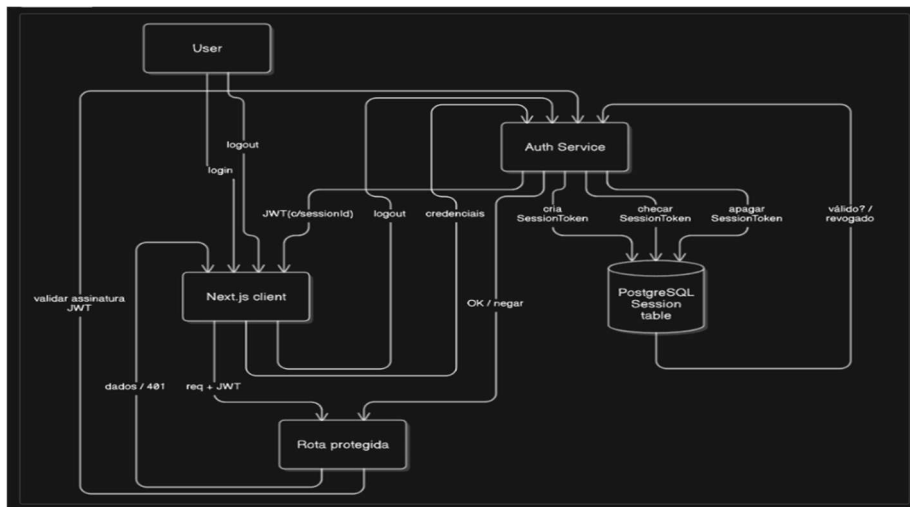 User
logout
login
Auth Service
JWT(c/sessionId)
logout
credenciais
cria
SessionToken
checar
SessionToken
apagar
SessionToken
válido? /
revogado
Next.js client
PostgreSQL
Session
table
validar assinatura
JWT
OK / negar
dados / 401
req + JWT
Rota protegida